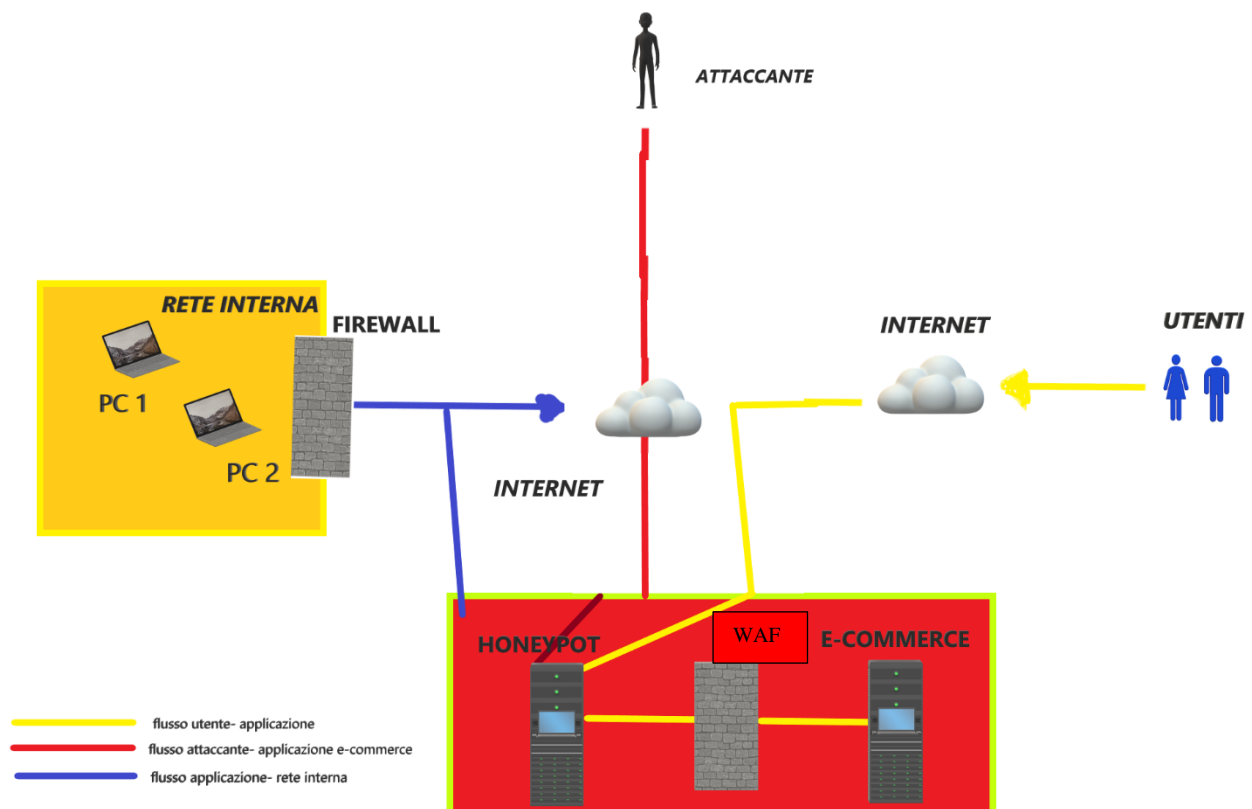 ATTACCANTE
RETE INTERNA
FIREWALL
PC 1
PC 2
INTERNET
INTERNET
UTENTI
HONEYPOT
WAF
E-COMMERCE
flusso utente- applicazione
flusso attaccante- applicazione e-commerce
flusso applicazione- rete interna